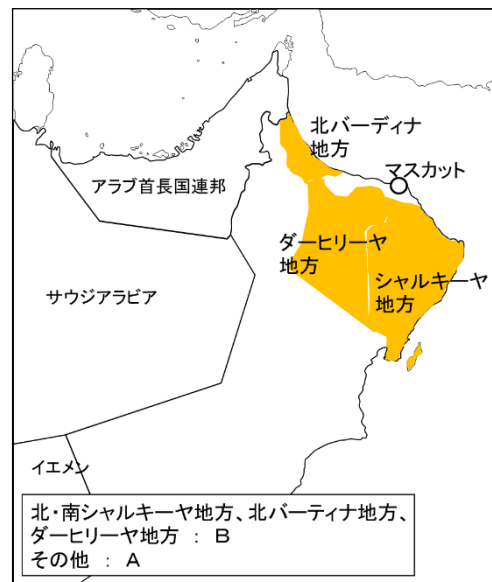 北バーディナ
地方
マスカット
アラブ首長国連邦
ダーヒリーヤ
地方
シャルキーヤ
地方
サウジアラビア
イエメン
北・南シャルキーヤ地方、北バーティナ地方、
ダーヒリーヤ地方 : B
その他 : A